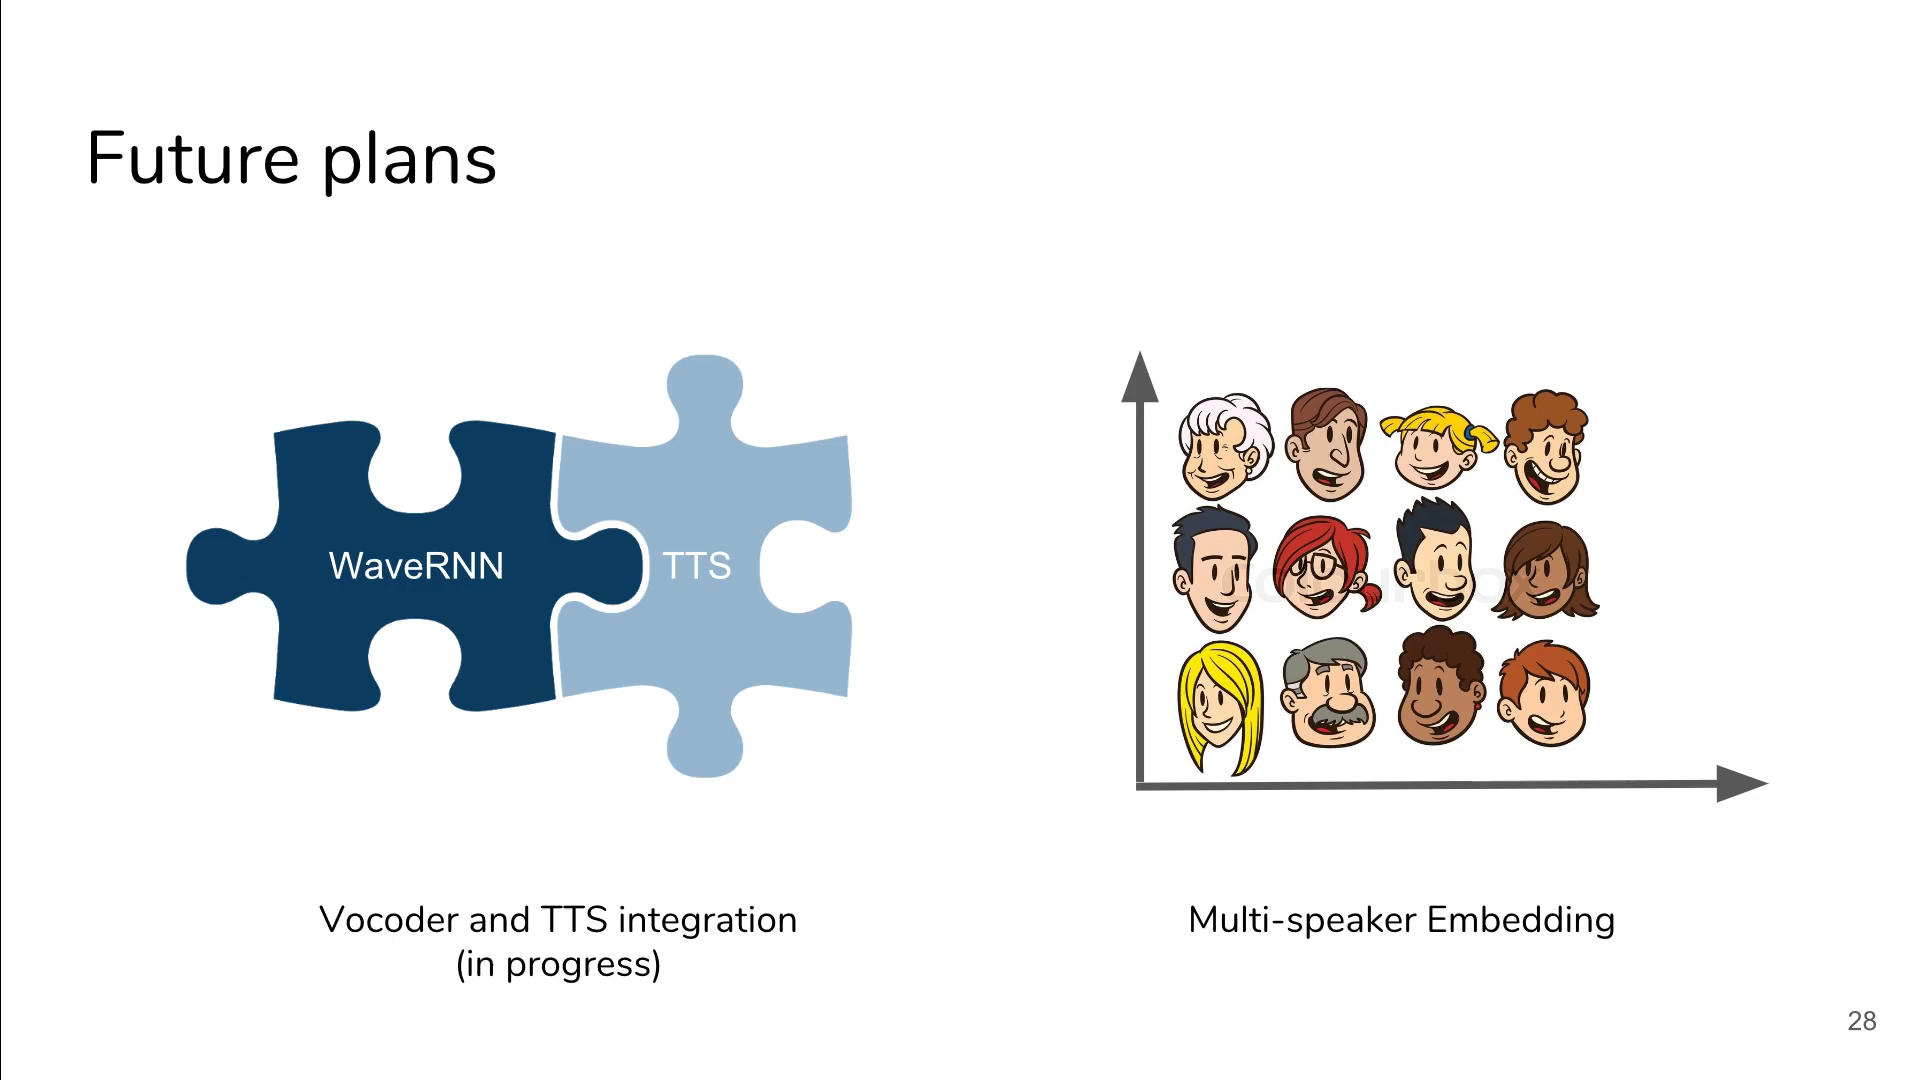 Future plans
WaveRNN
TTS
Vocoder and TTS integration
(in progress)
Multi-speaker Embedding
28